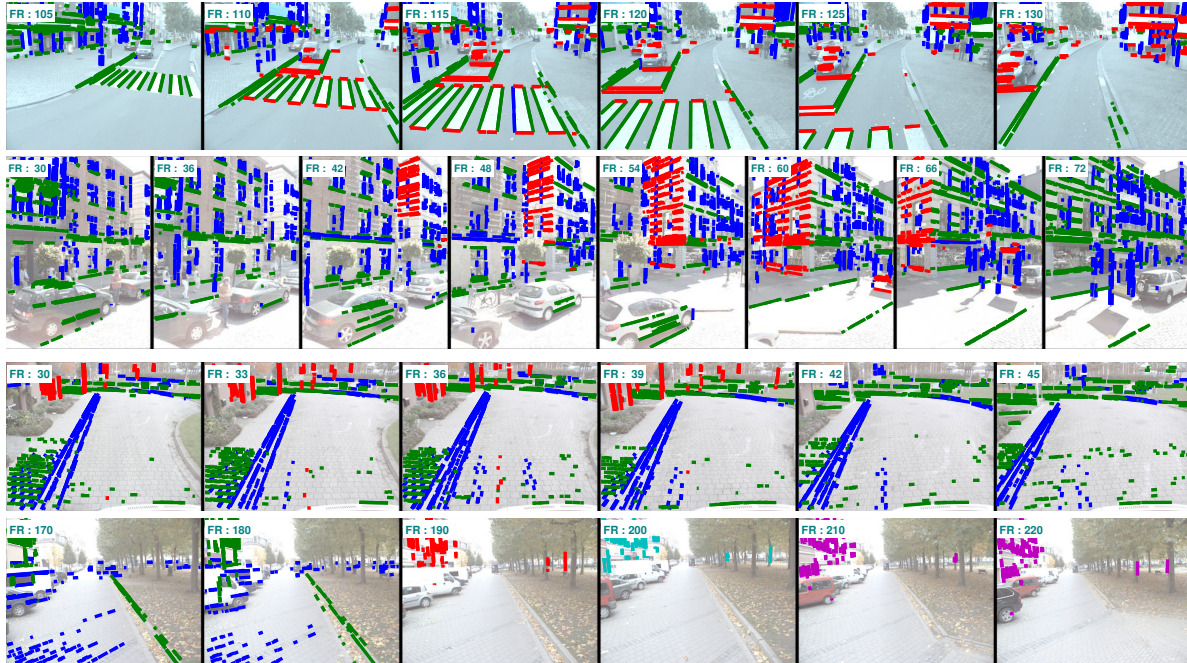 FR : 105 FR : 110 FR : 115 FR : 120 FR : 125 FR : 130
FR : 30 FR : 36 FR : 42 FR : 48 FR : 54 FR : 60 FR : 66 FR : 72
FR : 30 FR : 33 FR : 36 FR : 39 FR : 42 FR : 45
FR : 170 FR : 180 FR : 190 FR : 200 FR : 210 FR : 220